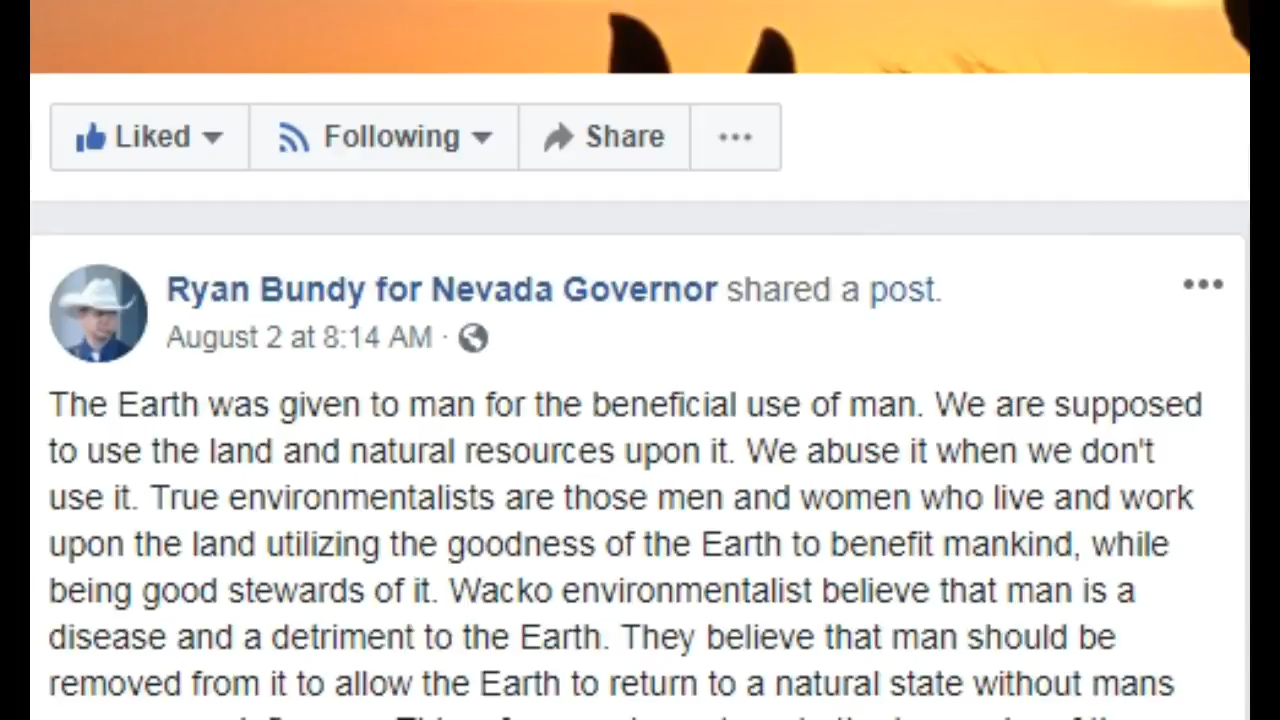 Liked
Following
Share
Ryan Bundy for Nevada Governor shared a post.
August 2 at 8:14 AM ·
The Earth was given to man for the beneficial use of man. We are supposed
to use the land and natural resources upon it. We abuse it when we don't
use it. True environmentalists are those men and women who live and work
upon the land utilizing the goodness of the Earth to benefit mankind, while
being good stewards of it. Wacko environmentalist believe that man is a
disease and a detriment to the Earth. They believe that man should be
removed from it to allow the Earth to return to a natural state without mans